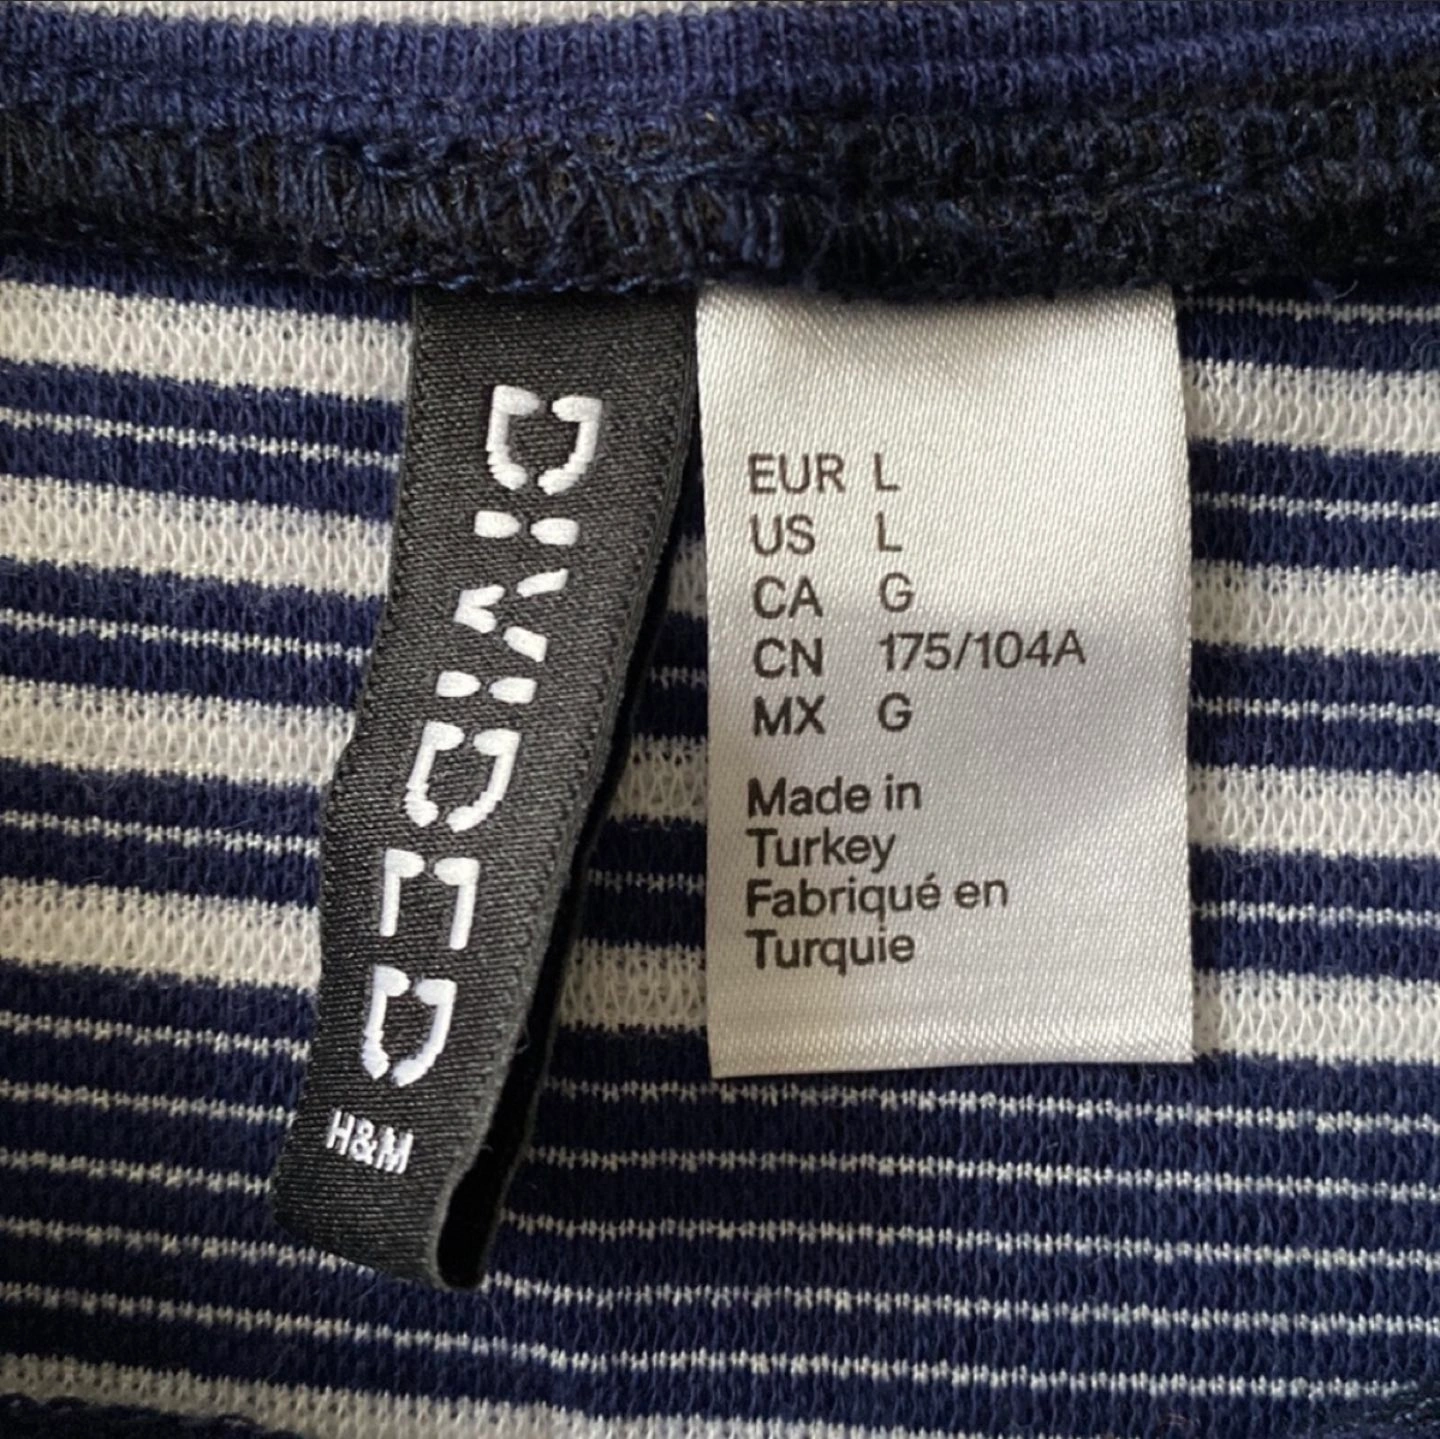 DIVIDED
H&M
EUR L
US L
CA G
CN 175/104A
MX G
Made in
Turkey
Fabriqué en
Turquie